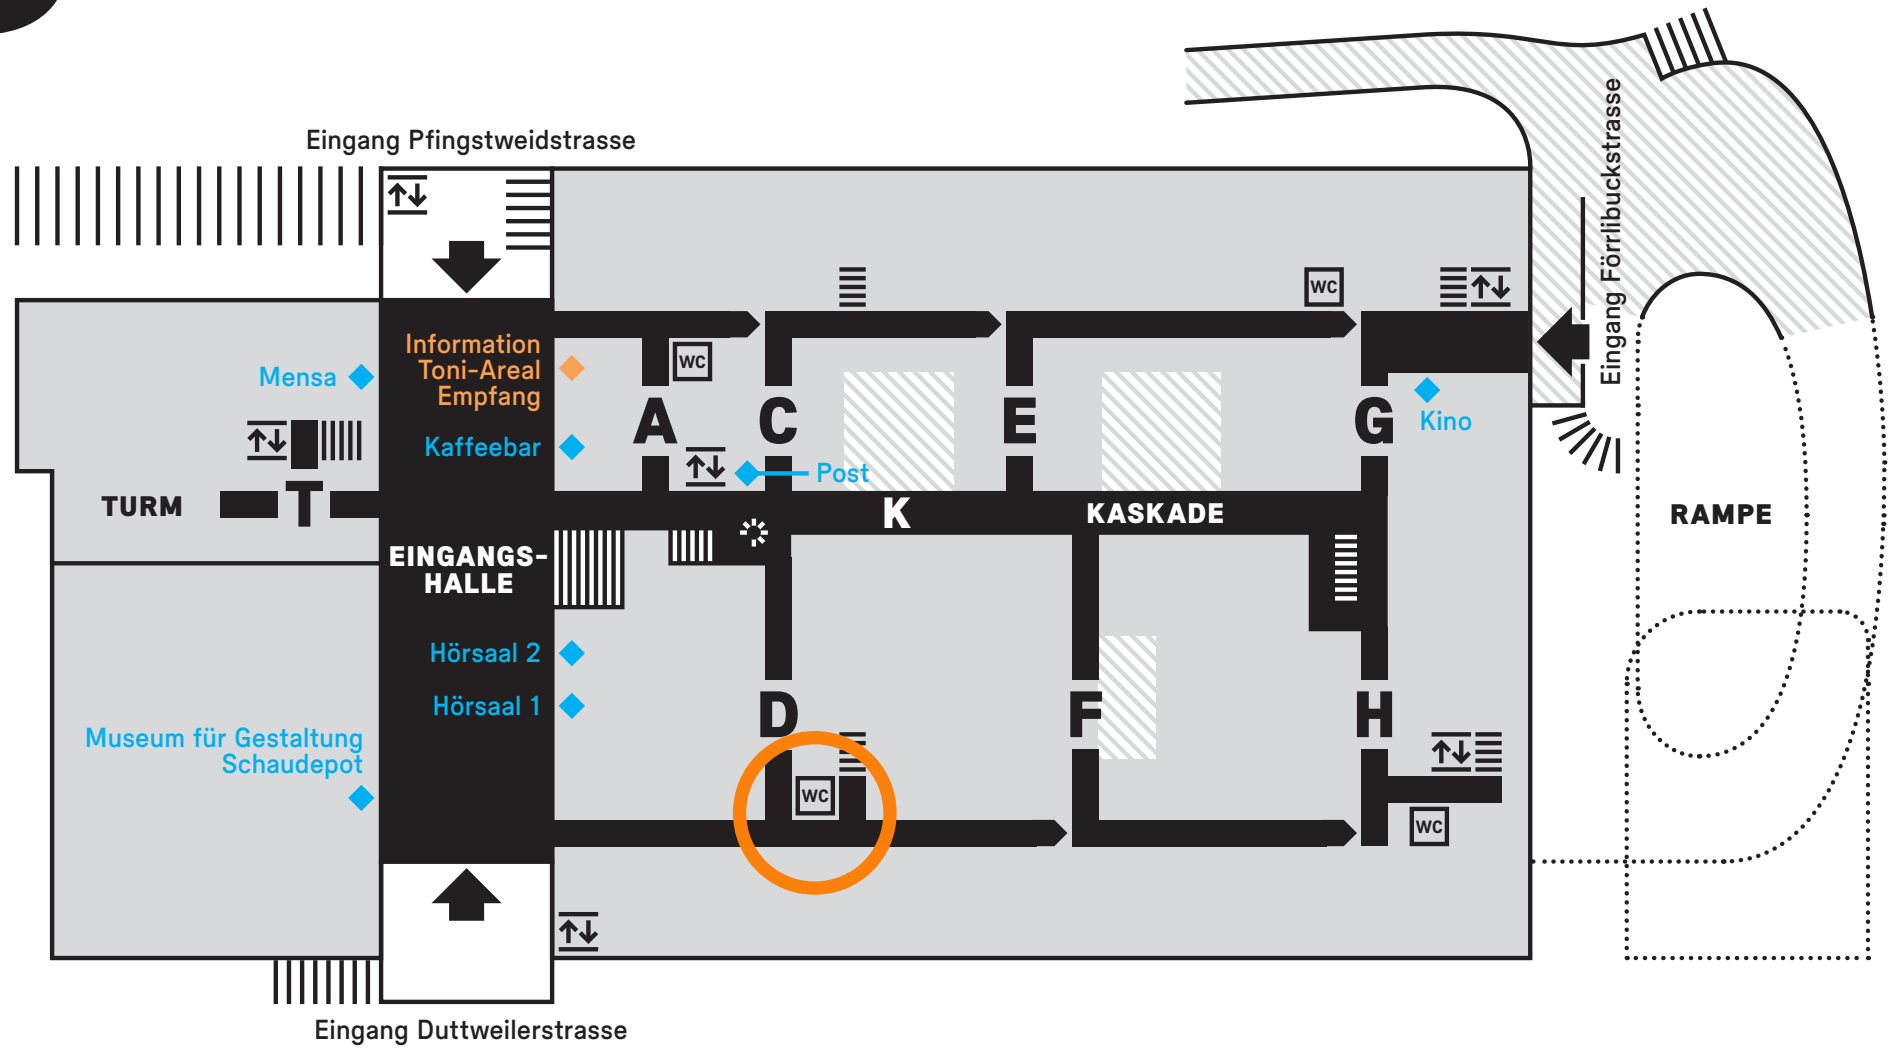 Eingang Pfingstweidstrasse
Eingang Förrlibuckstrasse
WC
Information
Toni-Areal
Empfang
WC
Mensa
Kaffeebar
A
C
E
G
Kino
Post
TURM
T
K
KASKADE
RAMPE
EINGANGS-
HALLE
Hörsaal 2
Hörsaal 1
D
F
H
Museum für Gestaltung
Schaudepot
WC
WC
Eingang Duttweilerstrasse